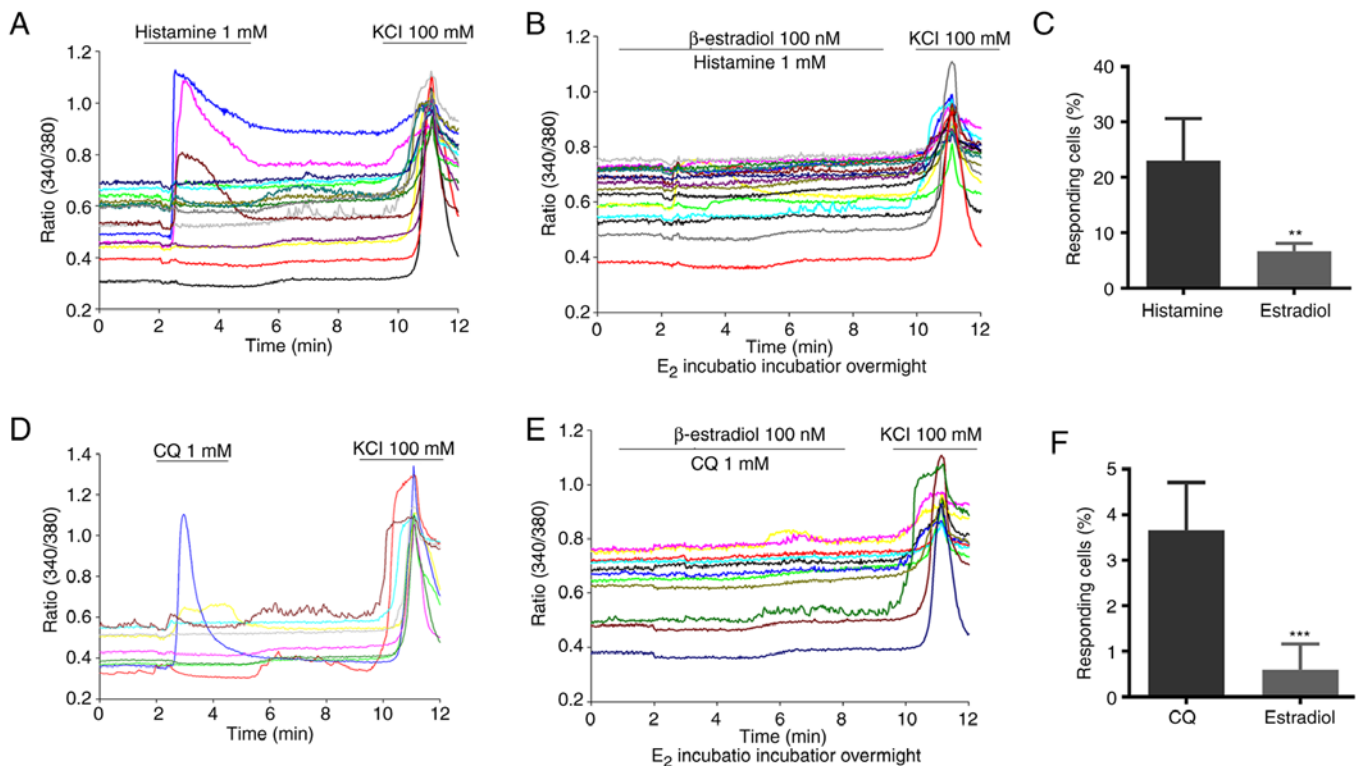 A
Histamine 1 mM
KCl 100 mM
Ratio (340/380)
1.2
1.0
0.8
0.6
0.4
0.2
0
2
4
6
8
10
12
Time (min)
B
β-estradiol 100 nM
Histamine 1 mM
KCl 100 mM
Ratio (340/380)
1.2
1.0
0.8
0.6
0.4
0.2
0
2
4
6
8
10
12
Time (min)
E2 incubatio incubatior overnight
C
Responding cells (%)
40
30
20
10
0
**
Histamine
Estradiol
D
CQ 1 mM
KCl 100 mM
Ratio (340/380)
1.4
1.2
1.0
0.8
0.6
0.4
0.2
0
2
4
6
8
10
12
Time (min)
E
β-estradiol 100 nM
CQ 1 mM
KCl 100 mM
Ratio (340/380)
1.2
1.0
0.8
0.6
0.4
0.2
0
2
4
6
8
10
12
Time (min)
E2 incubatio incubatior overnight
F
Responding cells (%)
5
4
3
2
1
0
***
CQ
Estradiol